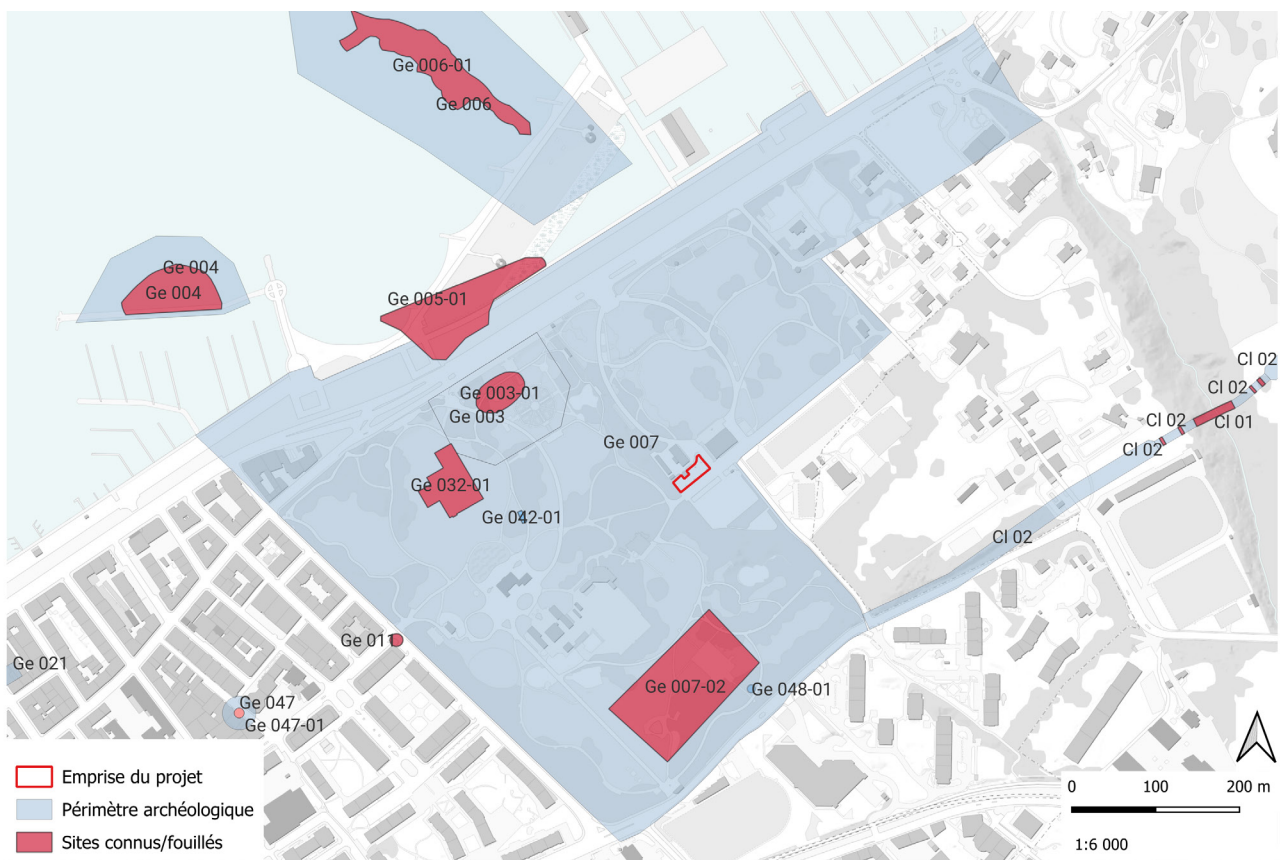 Ge 006-01
Ge 006
Ge 004
Ge 004
Ge 005-01
Ge 003-01
Ge 003
Ge 007
Ge 032-01
Ge 042-01
Cl 02
Cl 02
Cl 02
Cl 01
Cl 02
Cl 02
Ge 011
Ge 021
Ge 007-02
Ge 048-01
Ge 047
Ge 047-01
Emprise du projet
Périmètre archéologique
Sites connus/fouillés
0 100 200 m
1:6 000